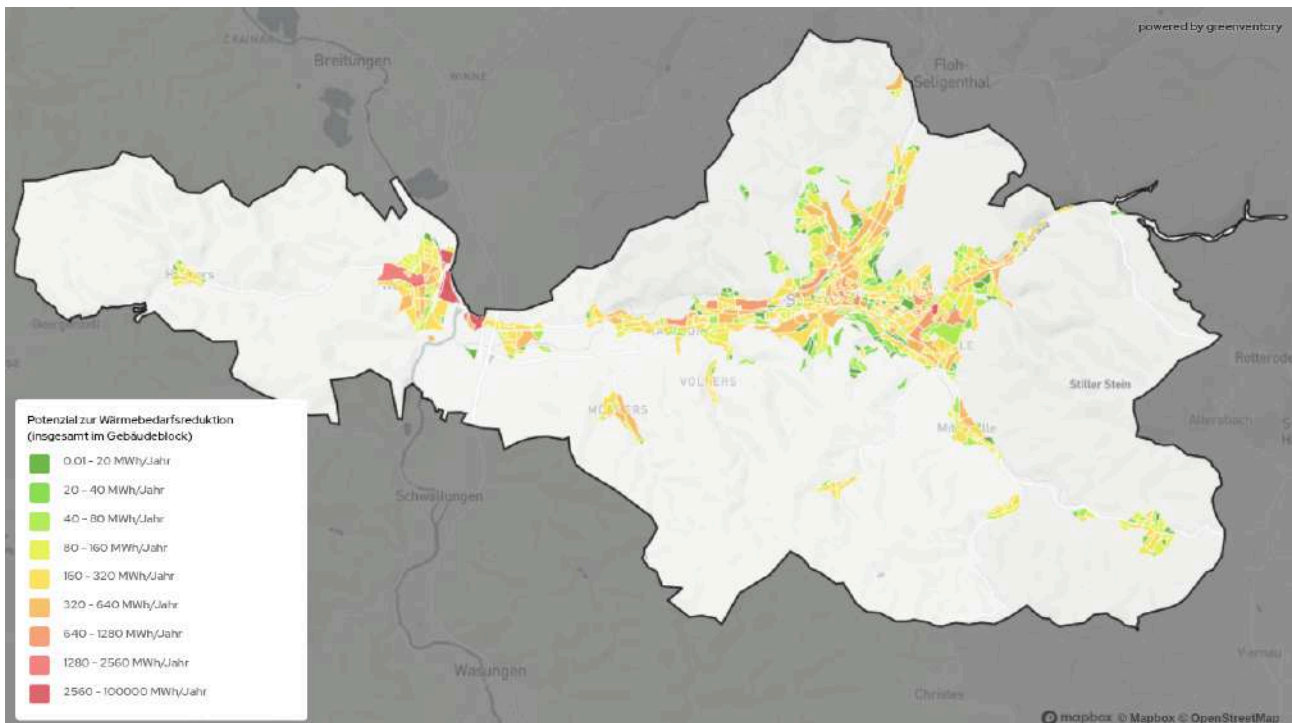 powered by greenventory
Breitungen
Floh-
Seligenthal
Rotterode
Stiller Stein
VOLKERS
Schwallungen
Wasungen
Viernau
Christes
Potenzial zur Wärmebedarfsreduktion
(insgesamt im Gebäudeblock)
0.01 - 20 MWh/Jahr
20 - 40 MWh/Jahr
40 - 80 MWh/Jahr
80 - 160 MWh/Jahr
160 - 320 MWh/Jahr
320 - 640 MWh/Jahr
640 - 1280 MWh/Jahr
1280 - 2560 MWh/Jahr
2560 - 100000 MWh/Jahr
mapbox © Mapbox © OpenStreetMap